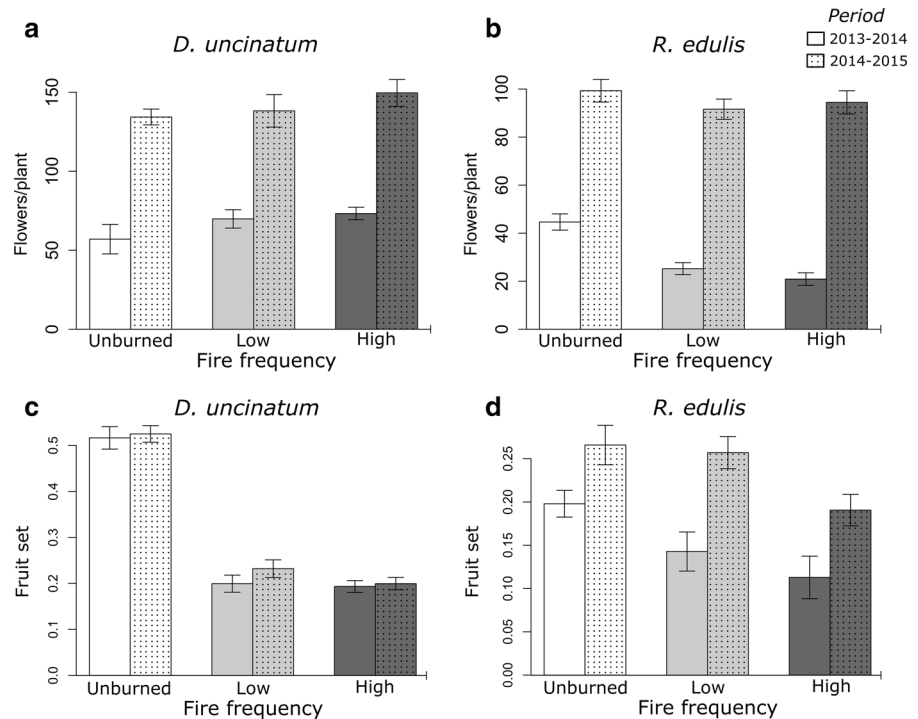 a
D. uncinatum
Flowers/plant
0
50
100
150
Unburned
Low
High
Fire frequency
b
R. edulis
Period
2013-2014
2014-2015
Flowers/plant
0
20
40
60
80
100
Unburned
Low
High
Fire frequency
c
D. uncinatum
Fruit set
0.0
0.1
0.2
0.3
0.4
0.5
Unburned
Low
High
Fire frequency
d
R. edulis
Fruit set
0.00
0.05
0.10
0.15
0.20
0.25
Unburned
Low
High
Fire frequency